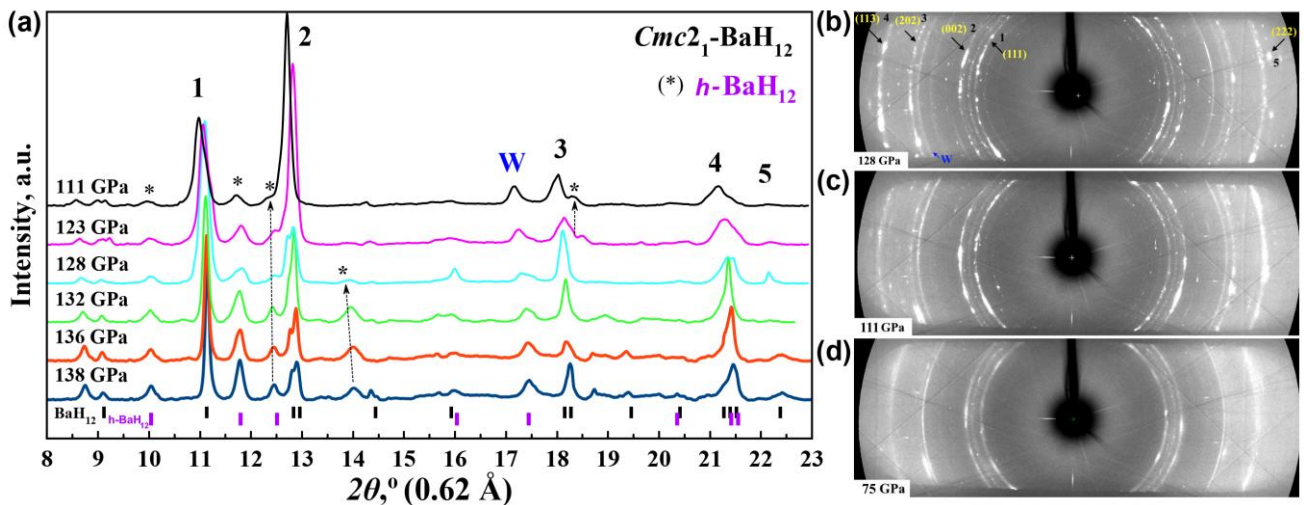 (a)
1
2
Cmc2₁-BaH₁₂
(*) h-BaH₁₂
W
3
4
5
* * * *
*
111 GPa
123 GPa
128 GPa
132 GPa
136 GPa
138 GPa
BaH₁₂
h-BaH₁₂
Intensity, a.u.
8 9 10 11 12 13 14 15 16 17 18 19 20 21 22 23
2θ,º (0.62 Å)
(b)
(113) 4 (202) 3 (002) 2 1 (111) (222) 5
W
128 GPa
(c)
111 GPa
(d)
75 GPa